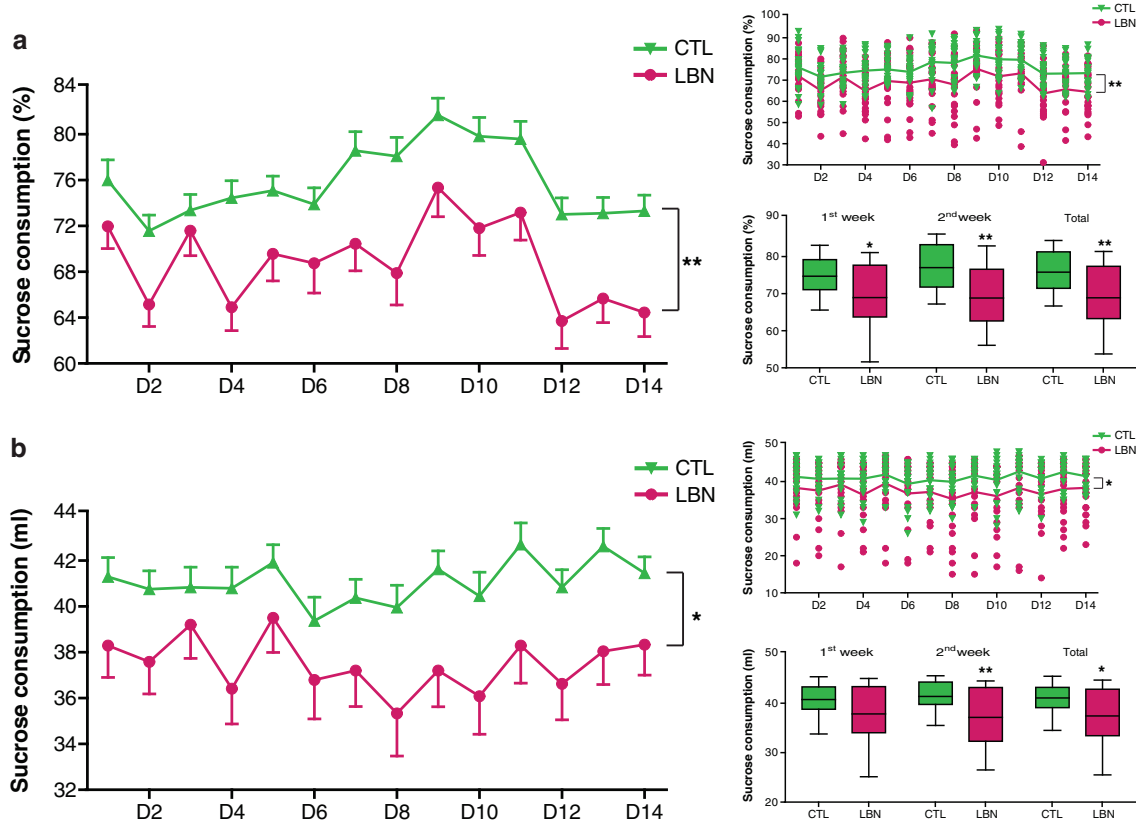 a
CTL
LBN
Sucrose consumption (%)
84
80
76
72
68
64
60
D2 D4 D6 D8 D10 D12 D14
**
CTL
LBN
Sucrose consumption (%)
100
90
80
70
60
50
40
30
D2 D4 D6 D8 D10 D12 D14
**
1st week 2nd week Total
Sucrose consumption (%)
90
80
70
60
50
* ** **
CTL LBN CTL LBN CTL LBN
b
CTL
LBN
Sucrose consumption (ml)
44
42
40
38
36
34
32
D2 D4 D6 D8 D10 D12 D14
*
CTL
LBN
Sucrose consumption (ml)
50
40
30
20
10
D2 D4 D6 D8 D10 D12 D14
*
1st week 2nd week Total
Sucrose consumption (ml)
50
40
30
20
** *
CTL LBN CTL LBN CTL LBN